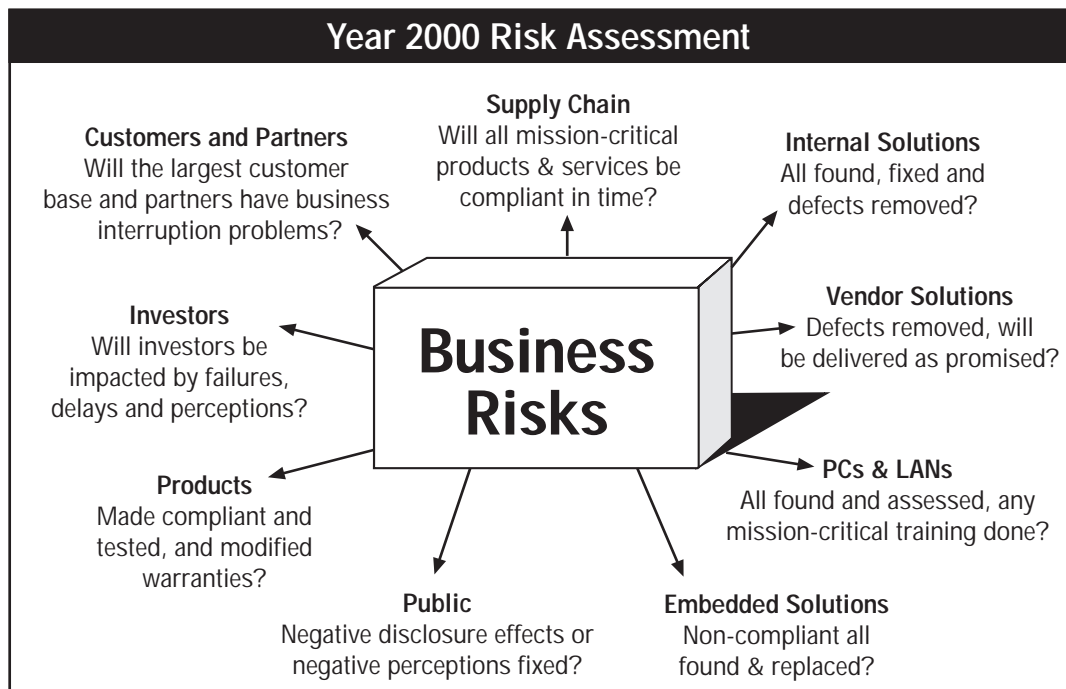 Year 2000 Risk Assessment
Supply Chain
Will all mission-critical
products & services be
compliant in time?
Customers and Partners
Will the largest customer
base and partners have business
interruption problems?
Internal Solutions
All found, fixed and
defects removed?
Investors
Will investors be
impacted by failures,
delays and perceptions?
Business
Risks
Vendor Solutions
Defects removed, will
be delivered as promised?
Products
Made compliant and
tested, and modified
warranties?
PCs & LANs
All found and assessed, any
mission-critical training done?
Public
Negative disclosure effects or
negative perceptions fixed?
Embedded Solutions
Non-compliant all
found & replaced?